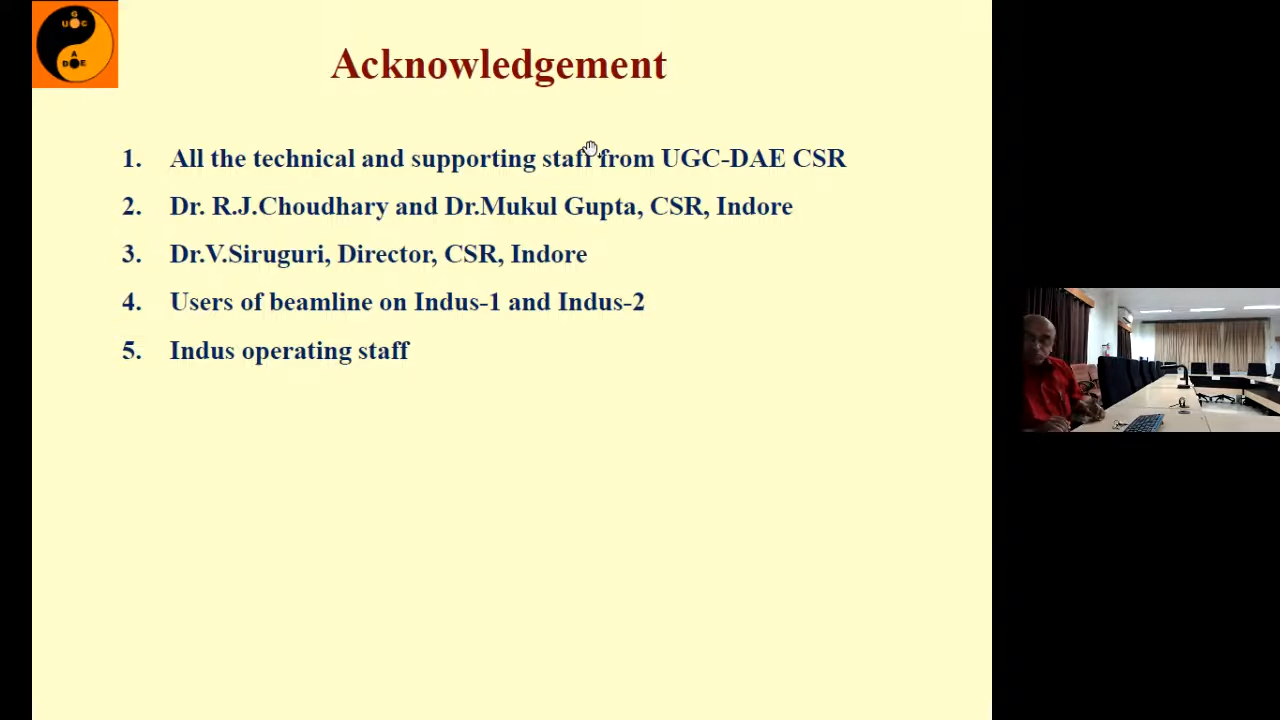 G
U G C
A
D E
Acknowledgement
1. All the technical and supporting staff from UGC-DAE CSR
2. Dr. R.J.Choudhary and Dr.Mukul Gupta, CSR, Indore
3. Dr.V.Siruguri, Director, CSR, Indore
4. Users of beamline on Indus-1 and Indus-2
5. Indus operating staff